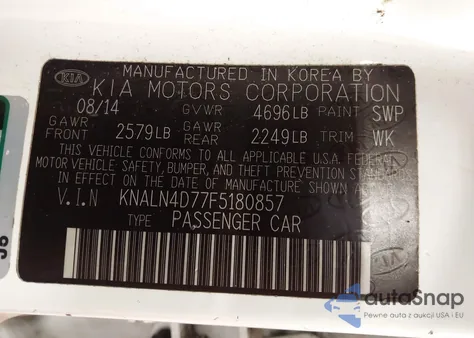 MANUFACTURED IN KOREA BY
KIA KIA MOTORS CORPORATION
08/14 GVWR 4696LB PAINT SWP
GAWR FRONT 2579LB GAWR REAR 2249LB TRIM WK
THIS VEHICLE CONFORMS TO ALL APPLICABLE U.S.A. FEDERAL
MOTOR VEHICLE SAFETY, BUMPER, AND THEFT PREVENTION STANDARDS
IN EFFECT ON THE DATE OF MANUFACTURE SHOWN ABOVE
V.I.N KNALN4D77F5180857
TYPE PASSENGER CAR
KIA
autoSnap
Pewne auta z aukcji USA i EU